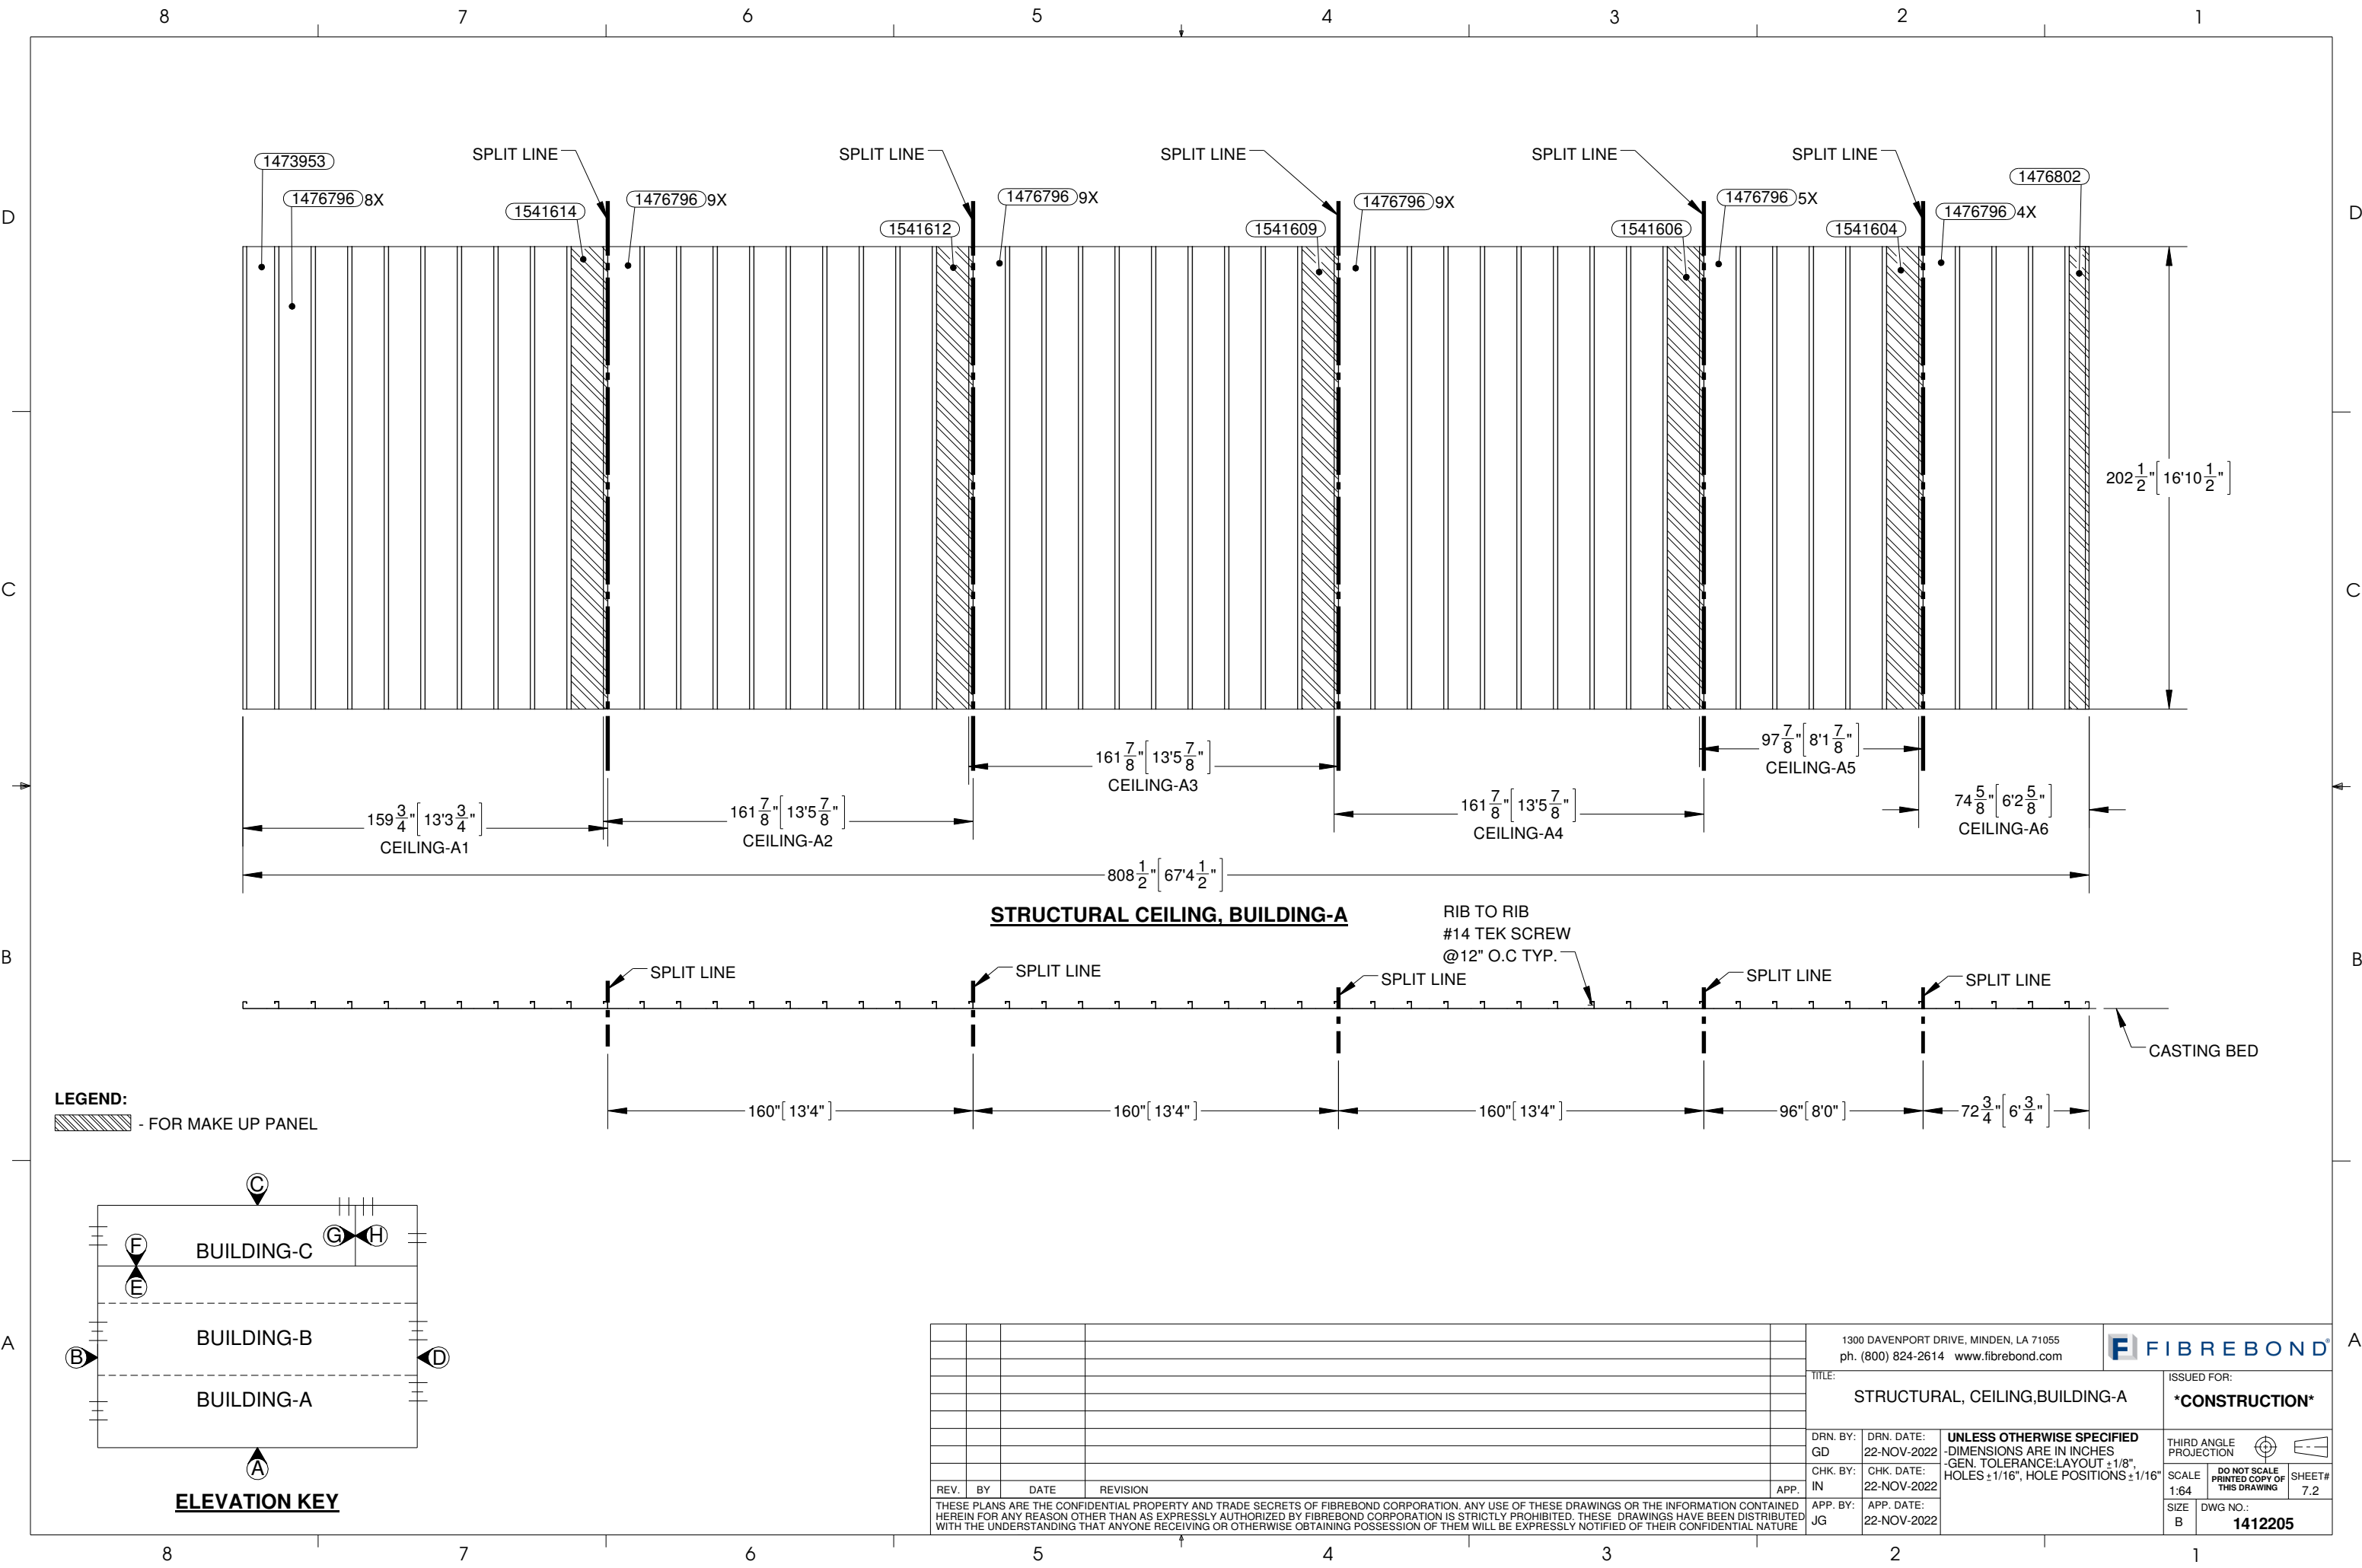 8 7 6 5 4 3 2 1
D
D
C
C
B
B
A
A
1473953
1476796 8X
1541614
SPLIT LINE
1476796 9X
1541612
SPLIT LINE
1476796 9X
1541609
SPLIT LINE
1476796 9X
1541606
SPLIT LINE
1476796 5X
1541604
SPLIT LINE
1476796 4X
1476802
202 1/2" [16'10 1/2"]
159 3/4" [13'3 3/4"]
CEILING-A1
161 7/8" [13'5 7/8"]
CEILING-A2
161 7/8" [13'5 7/8"]
CEILING-A3
161 7/8" [13'5 7/8"]
CEILING-A4
97 7/8" [8'1 7/8"]
CEILING-A5
74 5/8" [6'2 5/8"]
CEILING-A6
808 1/2" [67'4 1/2"]
STRUCTURAL CEILING, BUILDING-A
RIB TO RIB
#14 TEK SCREW
@12" O.C TYP.
SPLIT LINE
SPLIT LINE
SPLIT LINE
SPLIT LINE
SPLIT LINE
CASTING BED
160" [13'4"]
160" [13'4"]
160" [13'4"]
96" [8'0"]
72 3/4" [6' 3/4"]
LEGEND:
- FOR MAKE UP PANEL
C
G H
F
BUILDING-C
E
BUILDING-B
B
D
BUILDING-A
A
ELEVATION KEY
REV. BY DATE REVISION APP.
THESE PLANS ARE THE CONFIDENTIAL PROPERTY AND TRADE SECRETS OF FIBREBOND CORPORATION. ANY USE OF THESE DRAWINGS OR THE INFORMATION CONTAINED
HEREIN FOR ANY REASON OTHER THAN AS EXPRESSLY AUTHORIZED BY FIBREBOND CORPORATION IS STRICTLY PROHIBITED. THESE DRAWINGS HAVE BEEN DISTRIBUTED
WITH THE UNDERSTANDING THAT ANYONE RECEIVING OR OTHERWISE OBTAINING POSSESSION OF THEM WILL BE EXPRESSLY NOTIFIED OF THEIR CONFIDENTIAL NATURE
1300 DAVENPORT DRIVE, MINDEN, LA 71055
ph. (800) 824-2614 www.fibrebond.com
F FIBREBOND®
TITLE:
STRUCTURAL, CEILING,BUILDING-A
ISSUED FOR:
*CONSTRUCTION*
DRN. BY: DRN. DATE:
GD 22-NOV-2022
CHK. BY: CHK. DATE:
IN 22-NOV-2022
APP. BY: APP. DATE:
JG 22-NOV-2022
UNLESS OTHERWISE SPECIFIED
-DIMENSIONS ARE IN INCHES
-GEN. TOLERANCE:LAYOUT ±1/8",
HOLES ±1/16", HOLE POSITIONS ±1/16"
THIRD ANGLE
PROJECTION
SCALE
1:64
DO NOT SCALE
PRINTED COPY OF
THIS DRAWING
SHEET#
7.2
SIZE
B
DWG NO.:
1412205
8 7 6 5 4 3 2 1